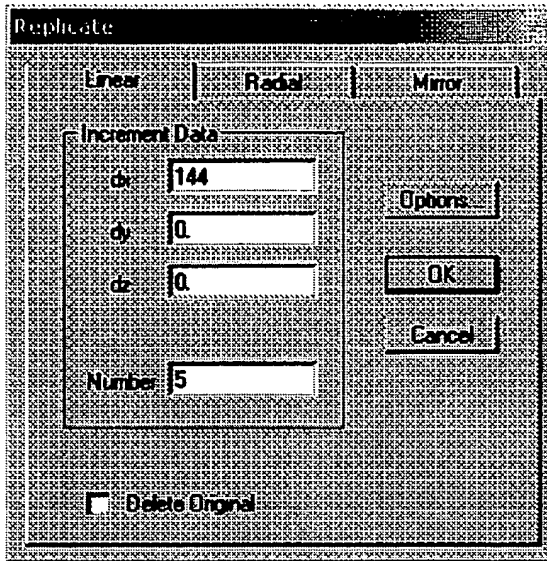 Replicate
Linear Radial Mirror
Increment Data
dx 144
dy 0.
dz 0.
Number 5
Options...
OK
Cancel
Delete Original